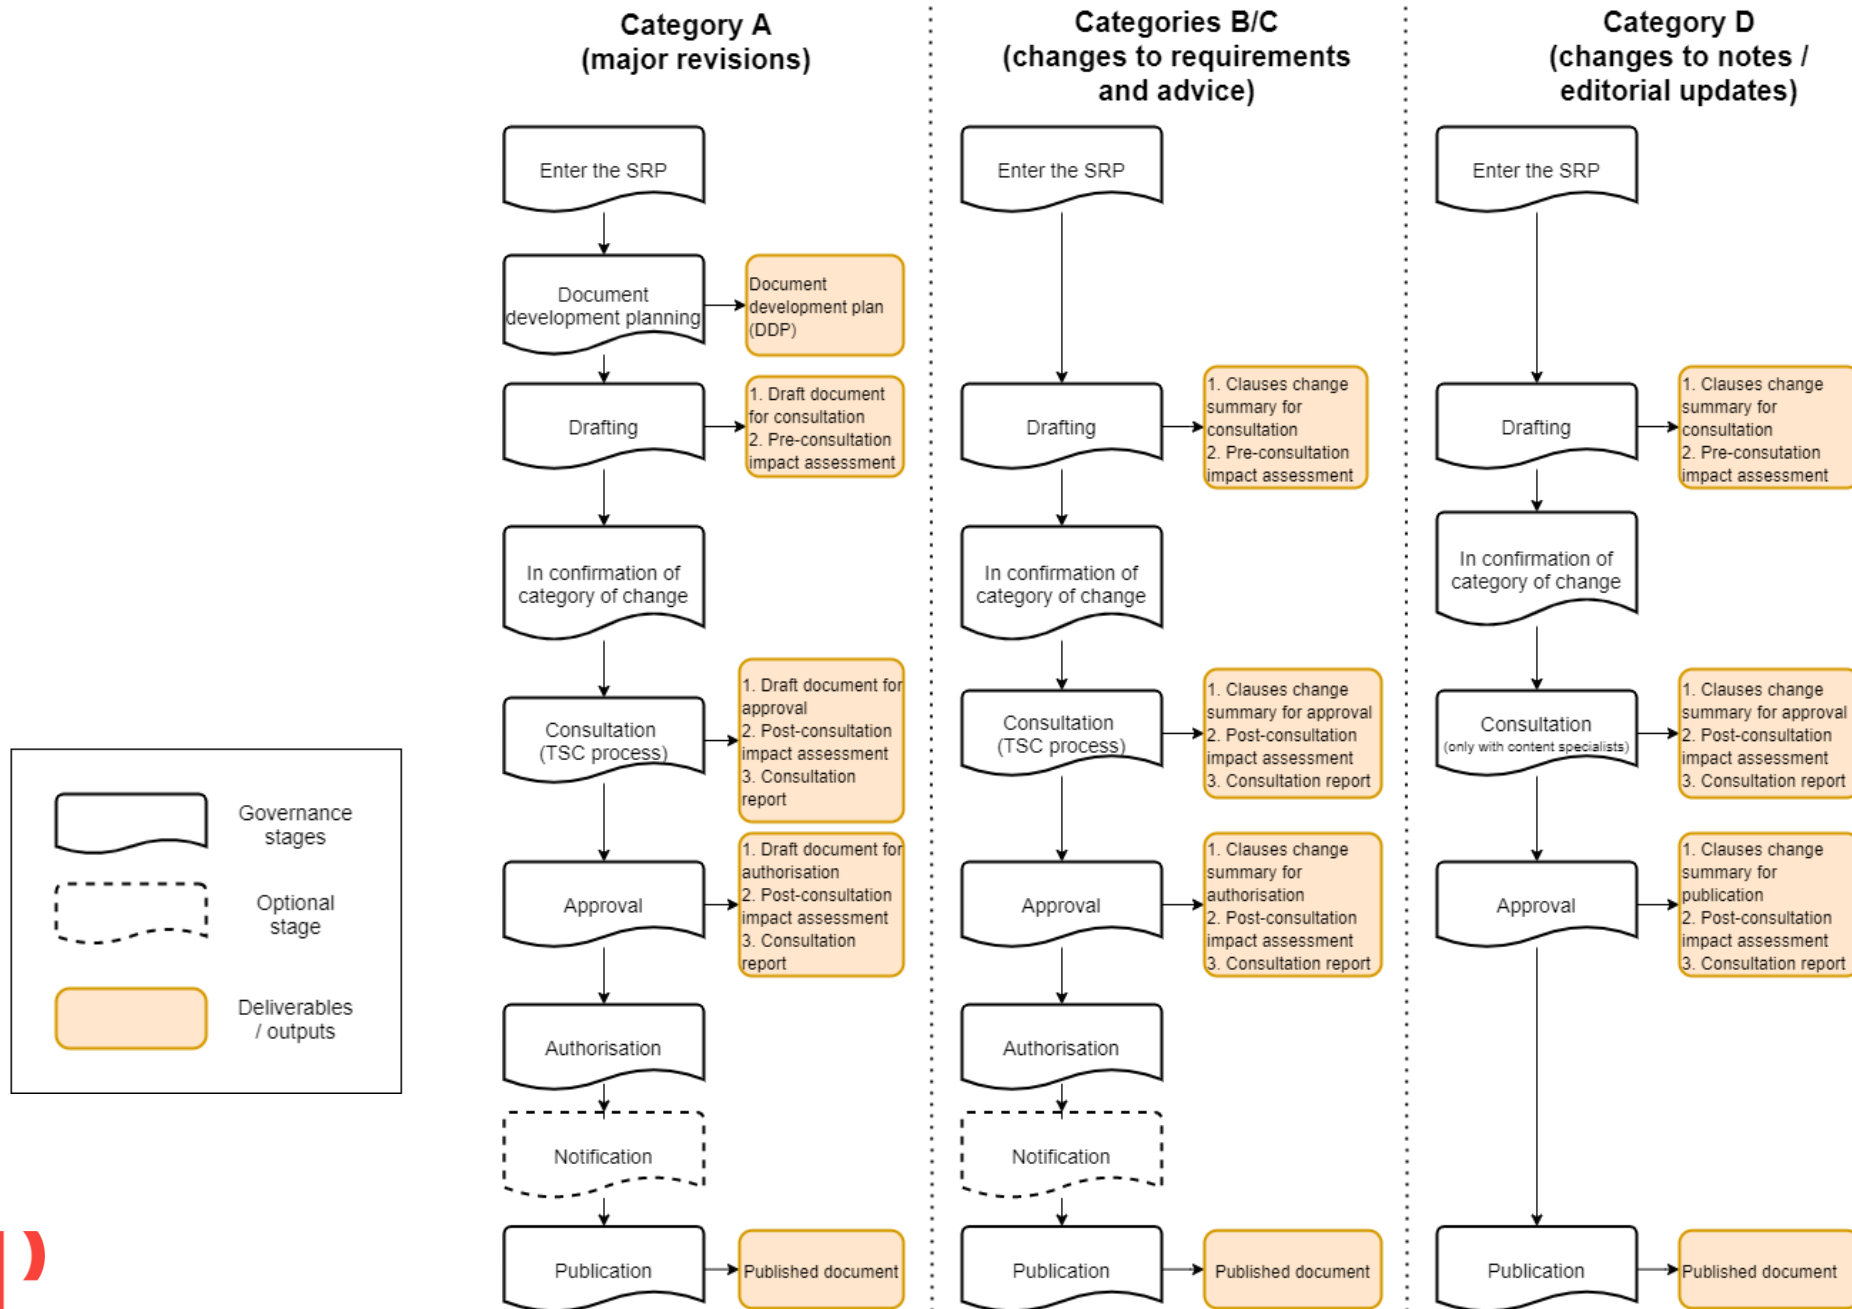 Category A
(major revisions)
Enter the SRP
Document
development planning
Document
development plan
(DDP)
Drafting
1. Draft document
for consultation
2. Pre-consultation
impact assessment
In confirmation of
category of change
Consultation
(TSC process)
1. Draft document for
approval
2. Post-consultation
impact assessment
3. Consultation
report
Approval
1. Draft document for
authorisation
2. Post-consultation
impact assessment
3. Consultation
report
Authorisation
Notification
Publication
Published document
Categories B/C
(changes to requirements
and advice)
Enter the SRP
Drafting
1. Clauses change
summary for
consultation
2. Pre-consultation
impact assessment
In confirmation of
category of change
Consultation
(TSC process)
1. Clauses change
summary for approval
2. Post-consultation
impact assessment
3. Consultation report
Approval
1. Clauses change
summary for
authorisation
2. Post-consultation
impact assessment
3. Consultation report
Authorisation
Notification
Publication
Published document
Category D
(changes to notes /
editorial updates)
Enter the SRP
Drafting
1. Clauses change
summary for
consultation
2. Pre-consutation
impact assessment
In confirmation of
category of change
Consultation
(only with content specialists)
1. Clauses change
summary for approval
2. Post-consultation
impact assessment
3. Consultation report
Approval
1. Clauses change
summary for
publication
2. Post-consultation
impact assessment
3. Consultation report
Publication
Published document
Governance
stages
Optional
stage
Deliverables
/ outputs